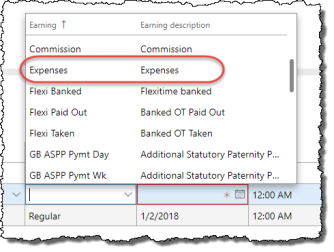 Earning ↑ Earning description
Commission Commission
Expenses Expenses
Flexi Banked Flexitime banked
Flexi Paid Out Banked OT Paid Out
Flexi Taken Banked OT Taken
GB ASPP Pymt Day Additional Statutory Paternity P...
GB ASPP Pymt Wk Additional Statutory Paternity P...
* 12:00 AM
Regular 1/2/2018 12:00 AM